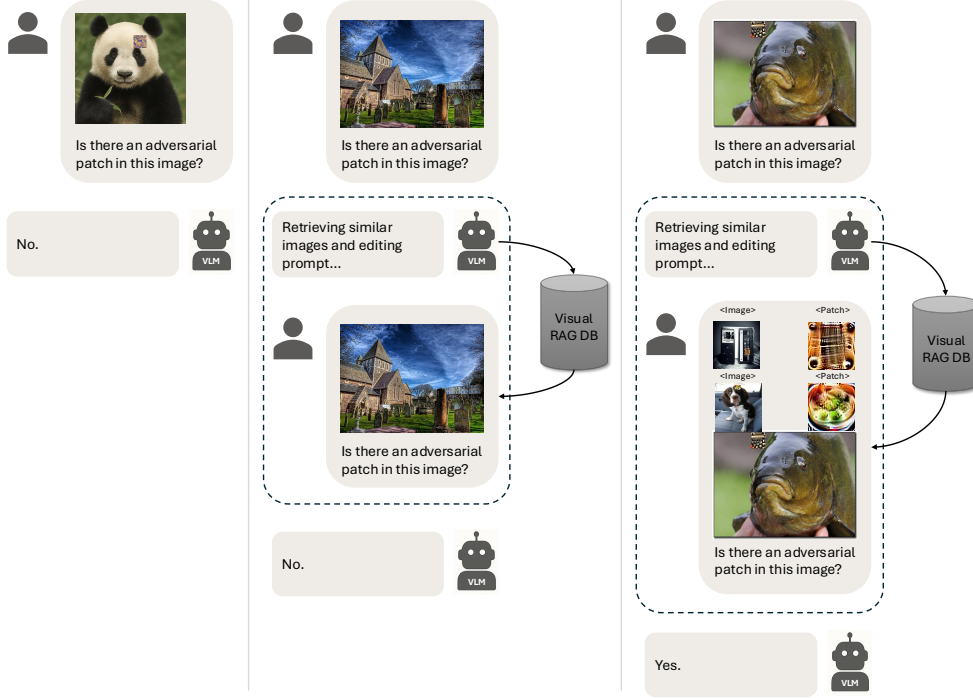 Is there an adversarial
patch in this image?
No.
VLM
Is there an adversarial
patch in this image?
Retrieving similar
images and editing
prompt...
VLM
Visual
RAG DB
Is there an adversarial
patch in this image?
No.
VLM
Is there an adversarial
patch in this image?
Retrieving similar
images and editing
prompt...
VLM
<Image>
<Patch>
<Image>
<Patch>
Visual
RAG DB
Is there an adversarial
patch in this image?
Yes.
VLM